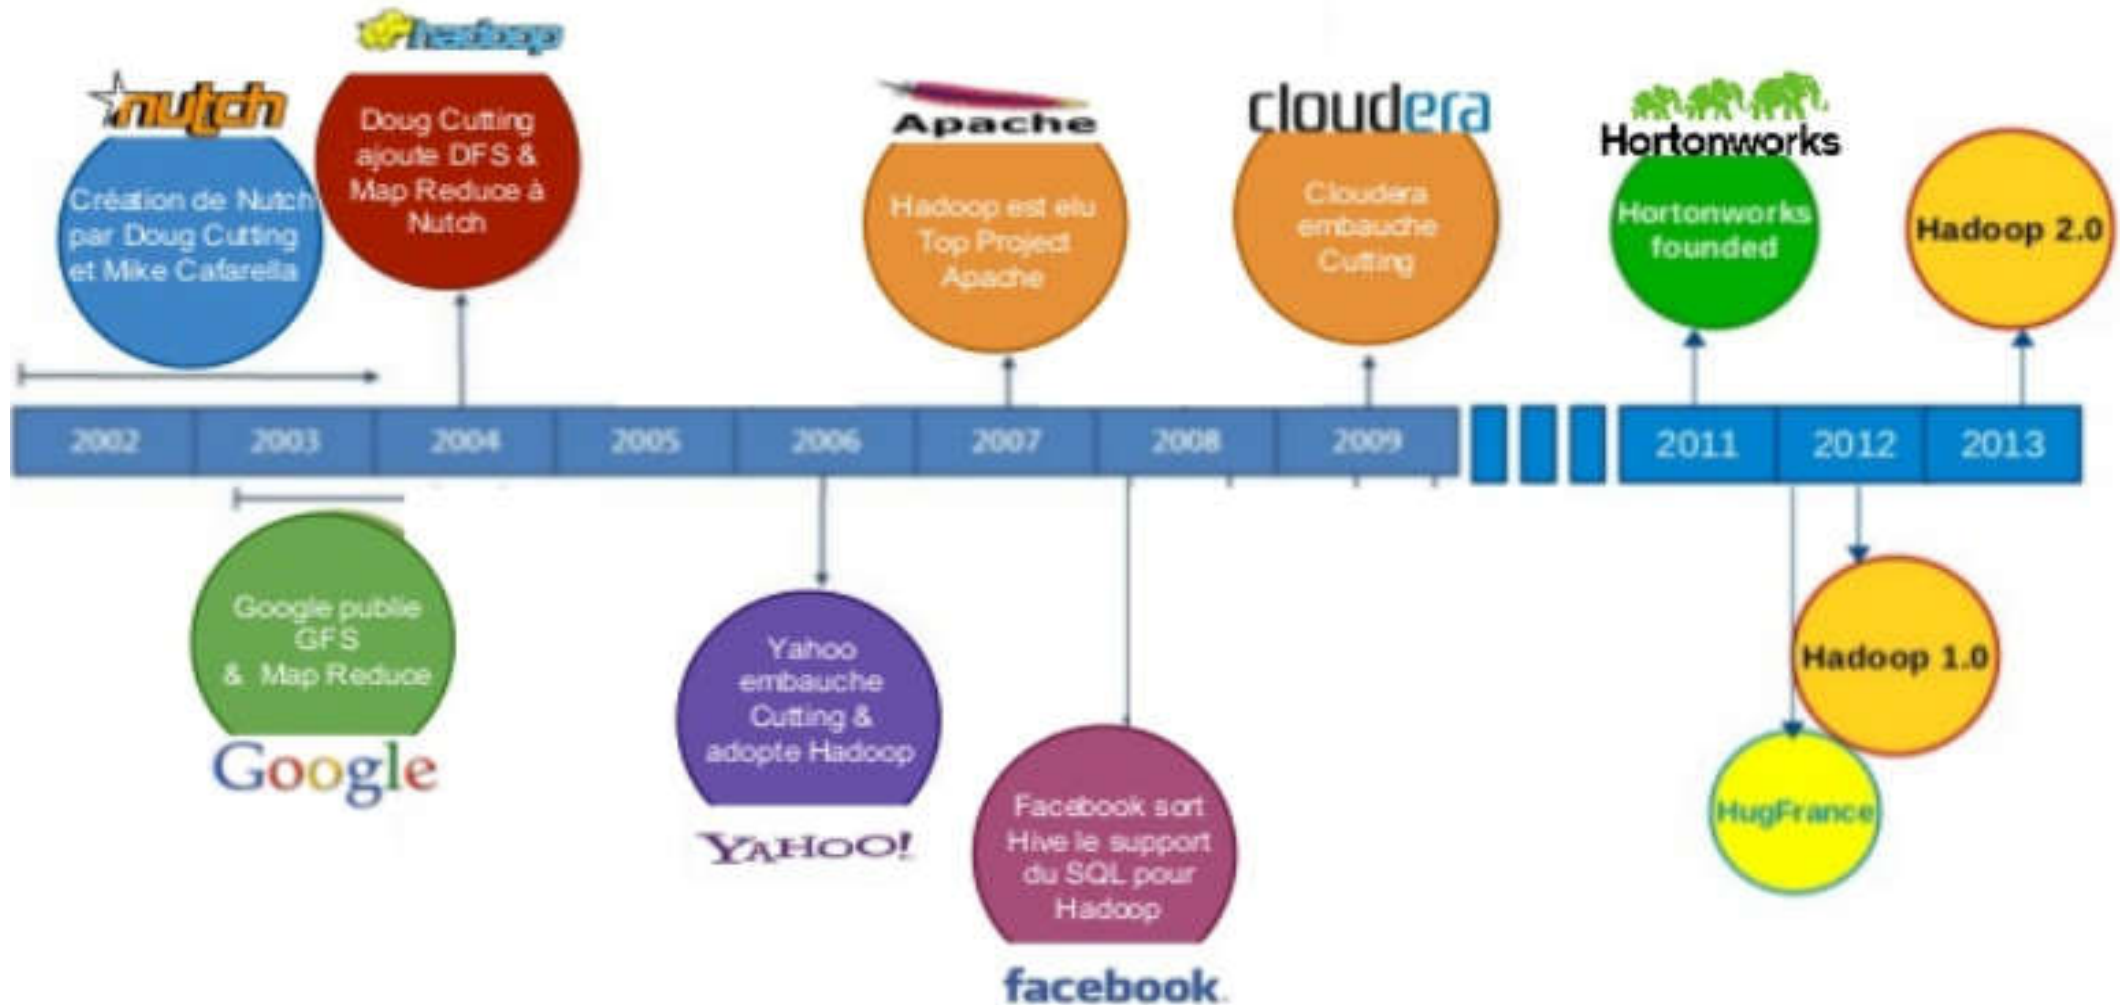 hadoop
nutch
Doug Cutting
ajoute DFS &
Map Reduce à
Nutch
Création de Nutch
par Doug Cutting
et Mike Cafarella
Apache
Hadoop est elu
Top Project
Apache
cloudera
Cloudera
embauche
Cutting
Hortonworks
Hortonworks
founded
Hadoop 2.0
2002
2003
2004
2005
2006
2007
2008
2009
2011
2012
2013
Google publie
GFS
& Map Reduce
Google
Yahoo
embauche
Cutting &
adopte Hadoop
YAHOO!
Facebook sort
Hive le support
du SQL pour
Hadoop
facebook
Hadoop 1.0
HugFrance